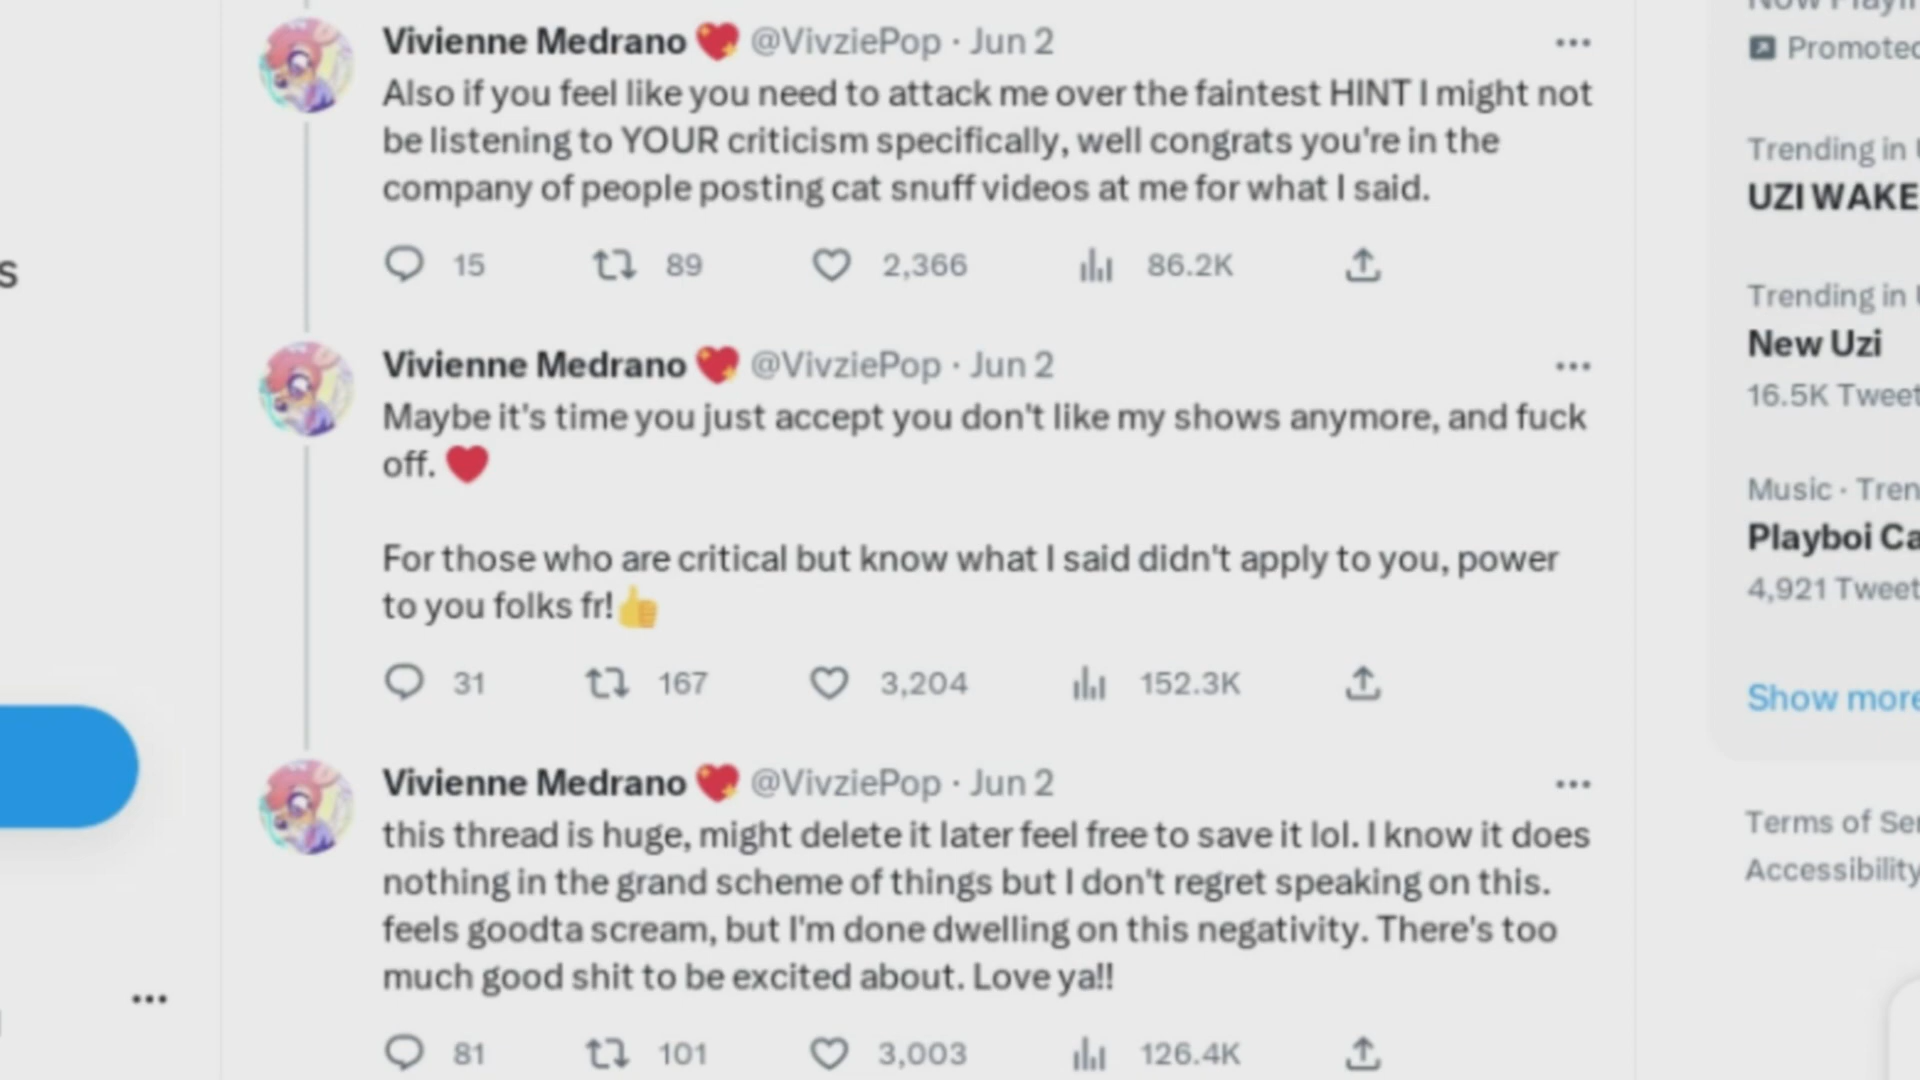 Vivienne Medrano @VivziePop · Jun 2
Also if you feel like you need to attack me over the faintest HINT I might not
be listening to YOUR criticism specifically, well congrats you're in the
company of people posting cat snuff videos at me for what I said.
15 89 2,366 86.2K
Vivienne Medrano @VivziePop · Jun 2
Maybe it's time you just accept you don't like my shows anymore, and fuck
off. ❤️
For those who are critical but know what I said didn't apply to you, power
to you folks fr!👍
31 167 3,204 152.3K
Vivienne Medrano @VivziePop · Jun 2
this thread is huge, might delete it later feel free to save it lol. I know it does
nothing in the grand scheme of things but I don't regret speaking on this.
feels goodta scream, but I'm done dwelling on this negativity. There's too
much good shit to be excited about. Love ya!!
81 101 3,003 126.4K
s
Promoted
Trending in
UZI WAKE
Trending in
New Uzi
16.5K Tweet
Music · Tren
Playboi Ca
4,921 Tweet
Show more
Terms of Ser
Accessibility